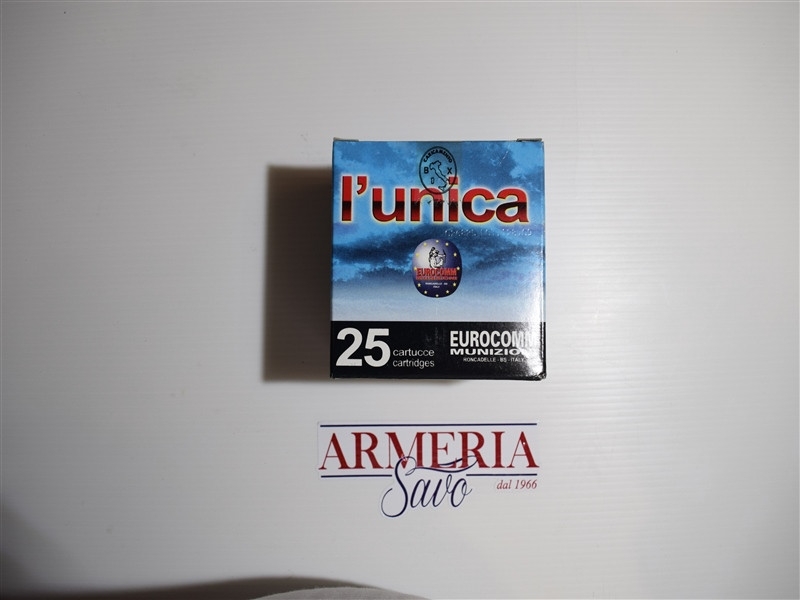 B X
l'unica
EUROCOMM
25 cartucce
cartridges
EUROCOMM
MUNIZIONI
RONCADELLE - BS - ITALY
ARMERIA
Savo
dal 1966